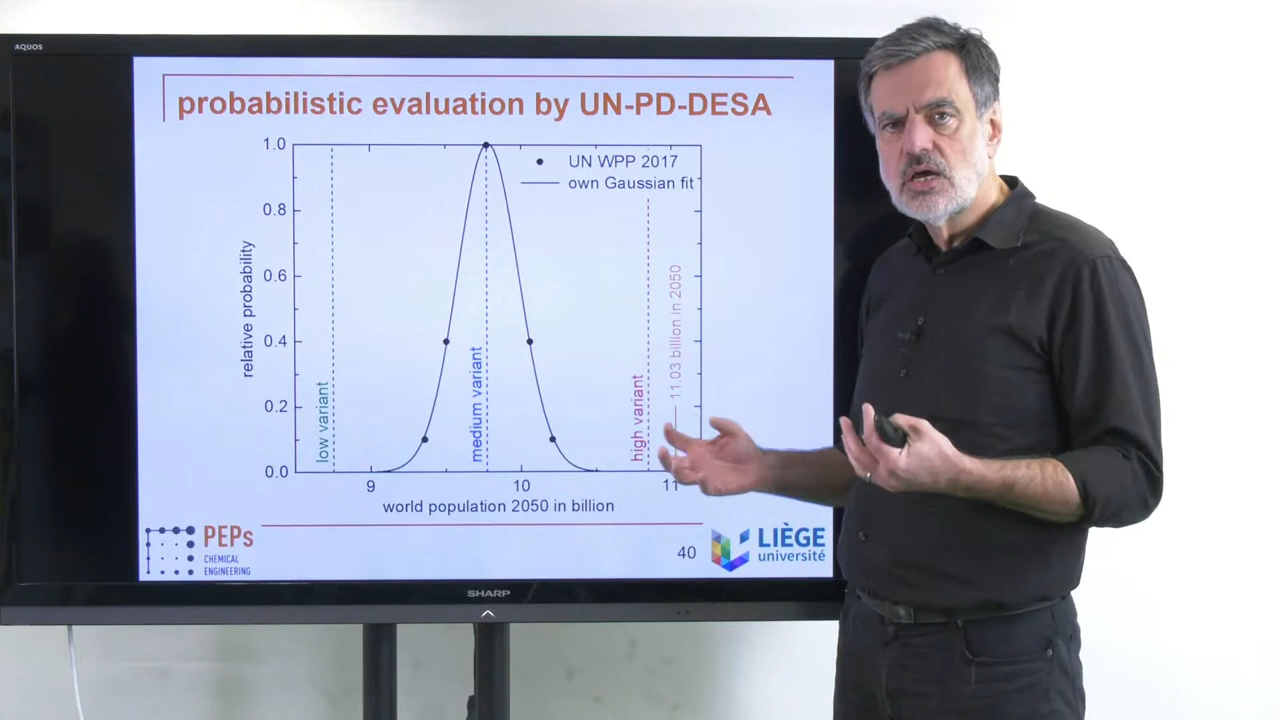 AQUOS
probabilistic evaluation by UN-PD-DESA
1.0
0.8
0.6
0.4
0.2
0.0
relative probability
UN WPP 2017
own Gaussian fit
low variant
medium variant
high variant
11.03 billion in 2050
9
10
11
world population 2050 in billion
PEPs
CHEMICAL
ENGINEERING
40
LIÈGE
université
SHARP